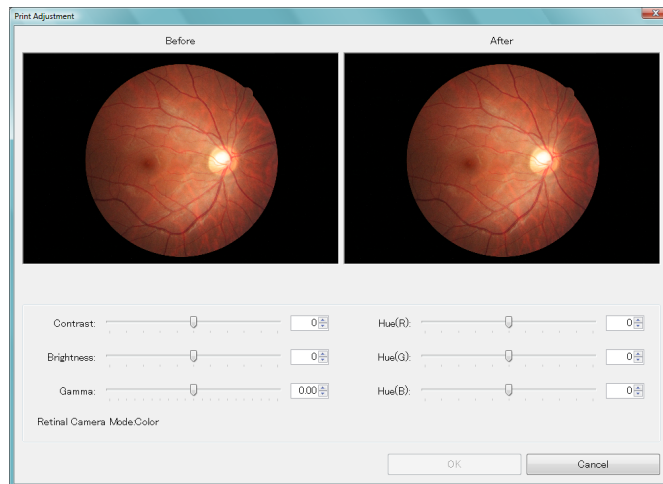 Print Adjustment
Before After
Contrast: 0 Hue(R): 0
Brightness: 0 Hue(G): 0
Gamma: 0.00 Hue(B): 0
Retinal Camera Mode:Color
OK Cancel